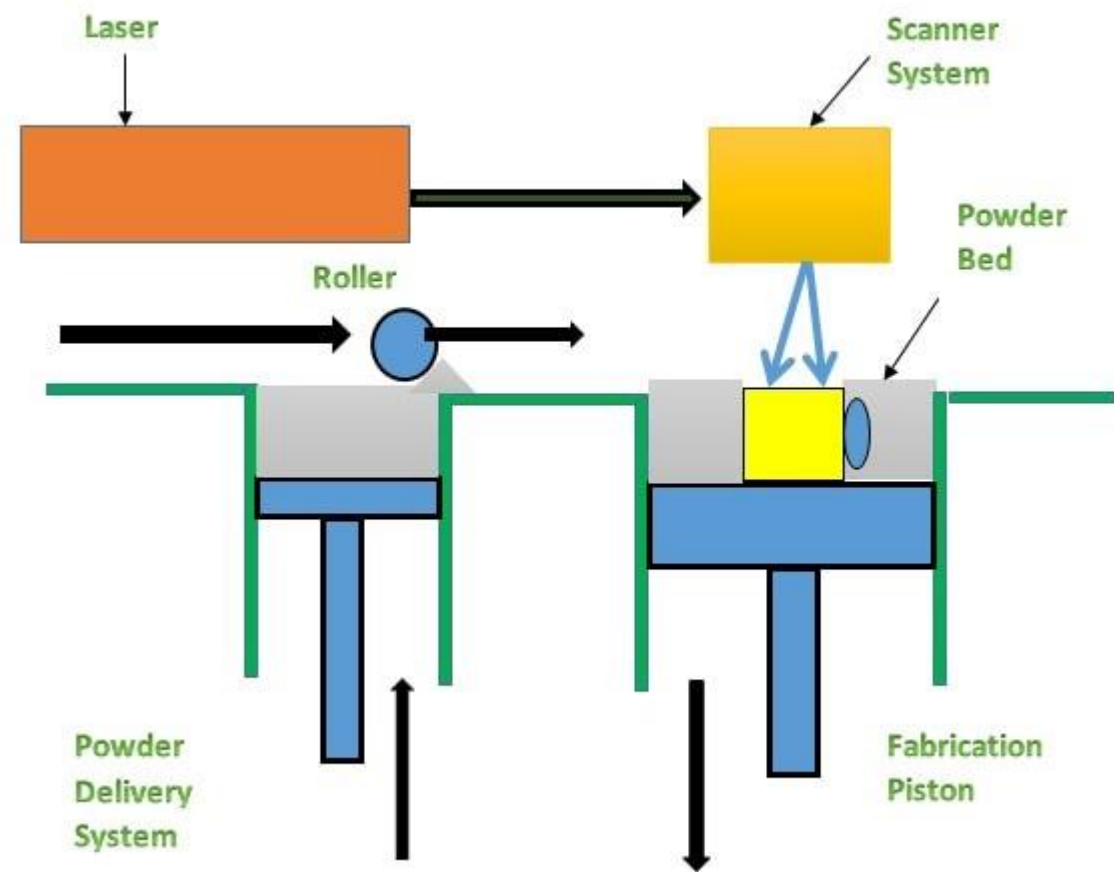 Laser
Scanner
System
Powder
Bed
Roller
Powder
Delivery
System
Fabrication
Piston